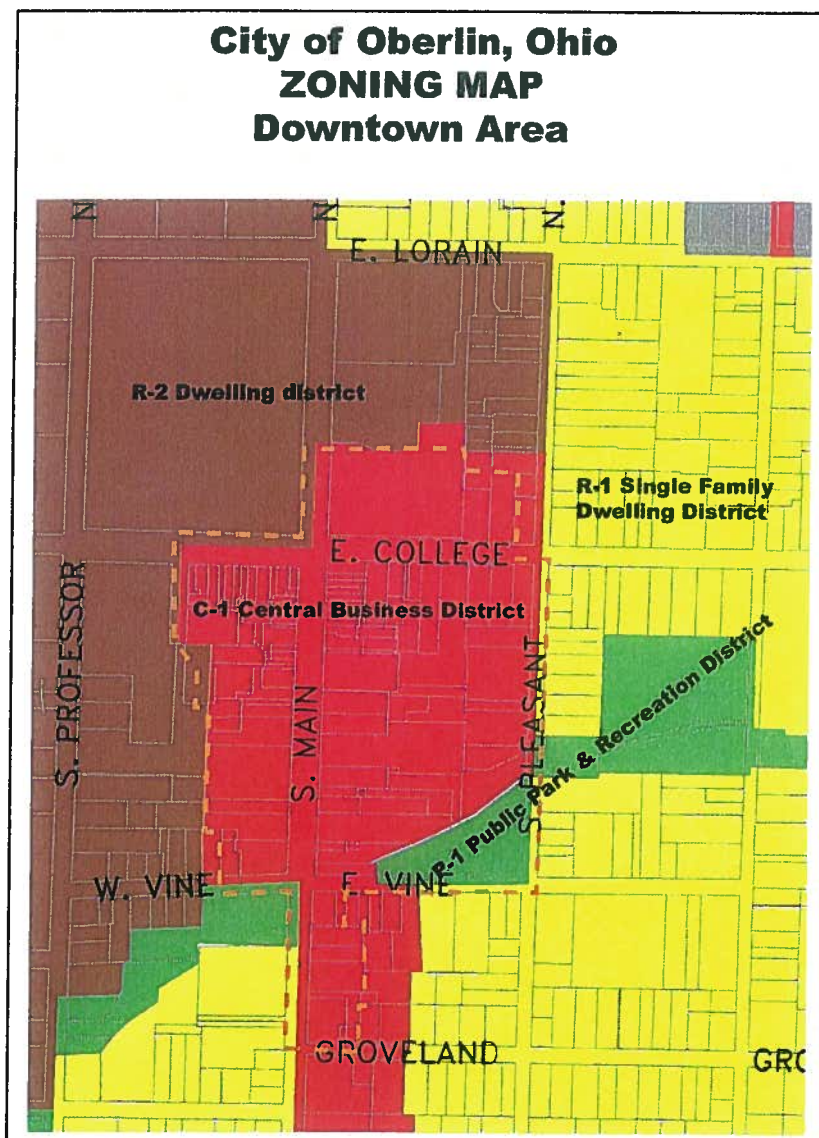 City of Oberlin, Ohio
ZONING MAP
Downtown Area
N
N
N.
E. LORAIN
R-2 Dwelling district
R-1 Single Family
Dwelling District
E. COLLEGE
C-1 Central Business District
S. PROFESSOR
S. MAIN
S. PLEASANT
P-1 Public Park & Recreation District
W. VINE
E. VINE
GROVELAND
GRO